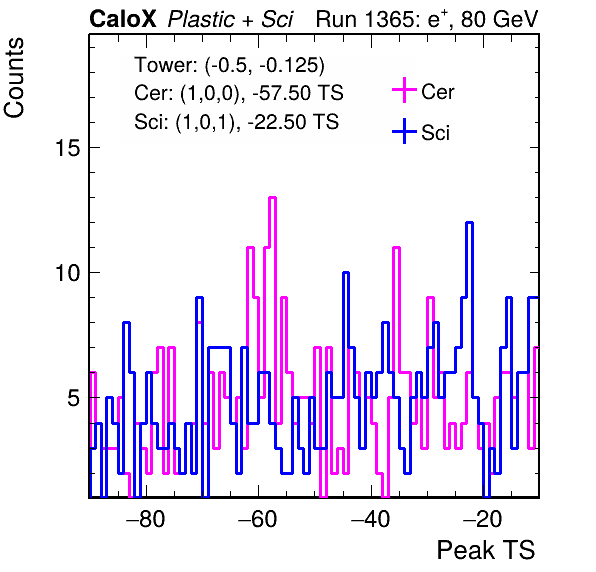 CaloX Plastic + Sci Run 1365: e⁺, 80 GeV
Counts
Tower: (-0.5, -0.125)
Cer: (1,0,0), -57.50 TS
Sci: (1,0,1), -22.50 TS
Cer
Sci
15
10
5
−80 −60 −40 −20
Peak TS